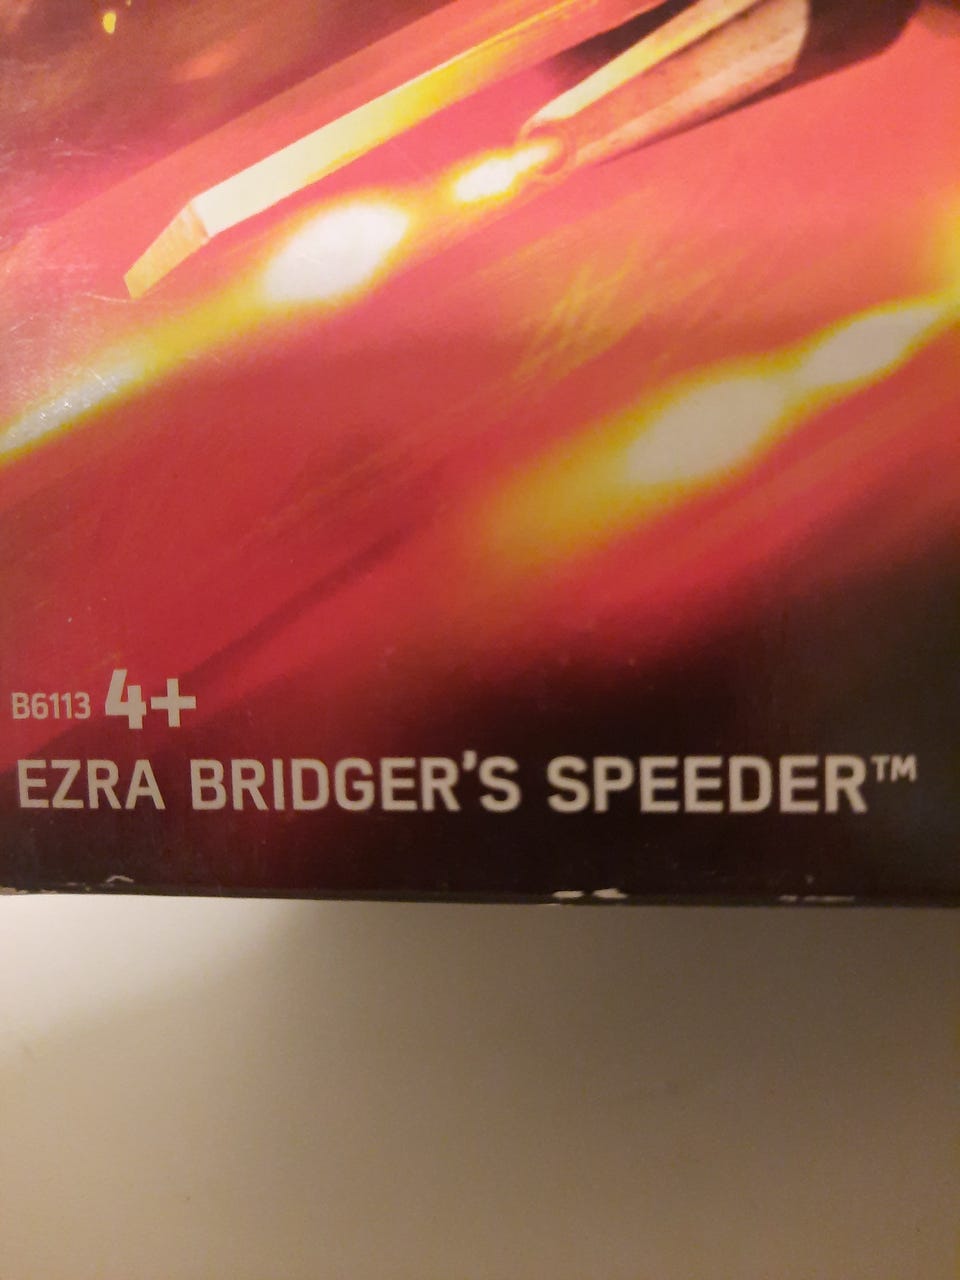 B6113 4+
EZRA BRIDGER'S SPEEDER™